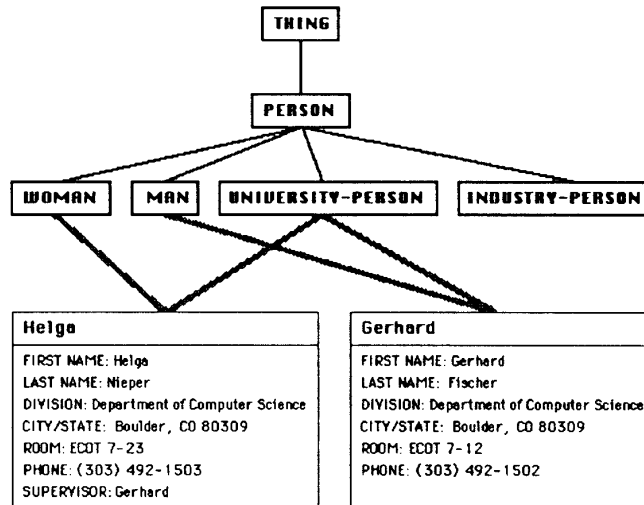 THING
PERSON
WOMAN
MAN
UNIVERSITY-PERSON
INDUSTRY-PERSON
Helga
FIRST NAME: Helga
LAST NAME: Nieper
DIVISION: Department of Computer Science
CITY/STATE: Boulder, CO 80309
ROOM: ECOT 7-23
PHONE: (303) 492-1503
SUPERVISOR: Gerhard
Gerhard
FIRST NAME: Gerhard
LAST NAME: Fischer
DIVISION: Department of Computer Science
CITY/STATE: Boulder, CO 80309
ROOM: ECOT 7-12
PHONE: (303) 492-1502